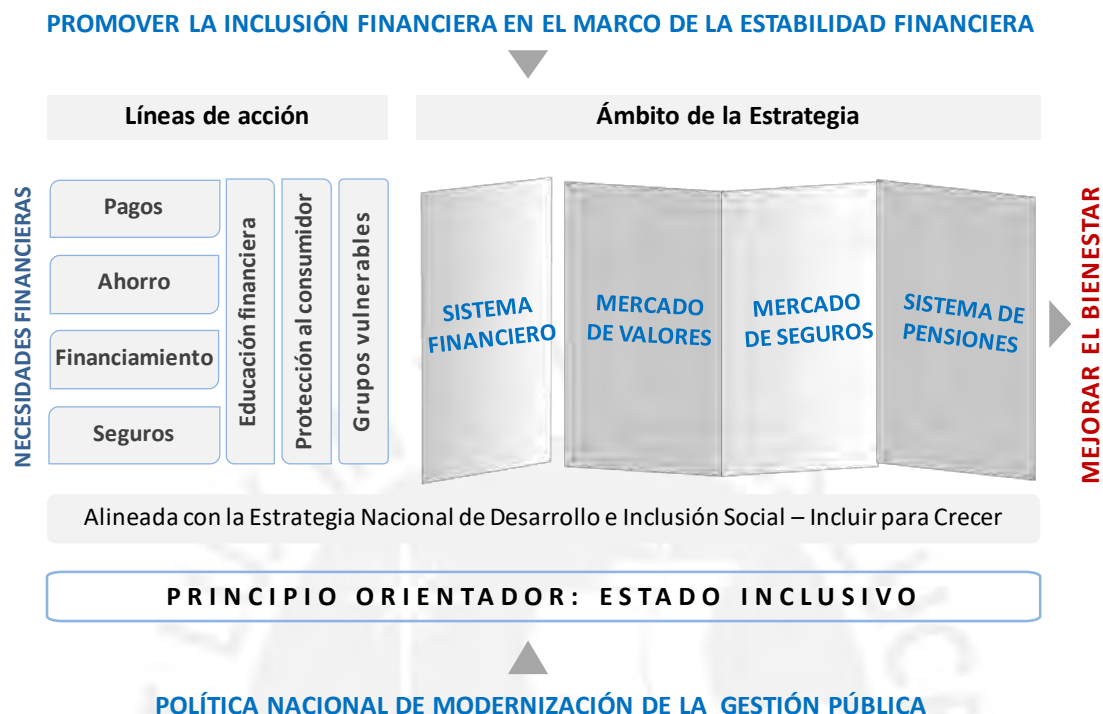 PROMOVER LA INCLUSIÓN FINANCIERA EN EL MARCO DE LA ESTABILIDAD FINANCIERA
Líneas de acción
Ámbito de la Estrategia
NECESIDADES FINANCIERAS
Pagos
Ahorro
Financiamiento
Seguros
Educación financiera
Protección al consumidor
Grupos vulnerables
SISTEMA
FINANCIERO
MERCADO
DE VALORES
MERCADO
DE SEGUROS
SISTEMA DE
PENSIONES
MEJORAR EL BIENESTAR
Alineada con la Estrategia Nacional de Desarrollo e Inclusión Social – Incluir para Crecer
PRINCIPIO ORIENTADOR: ESTADO INCLUSIVO
POLÍTICA NACIONAL DE MODERNIZACIÓN DE LA GESTIÓN PÚBLICA